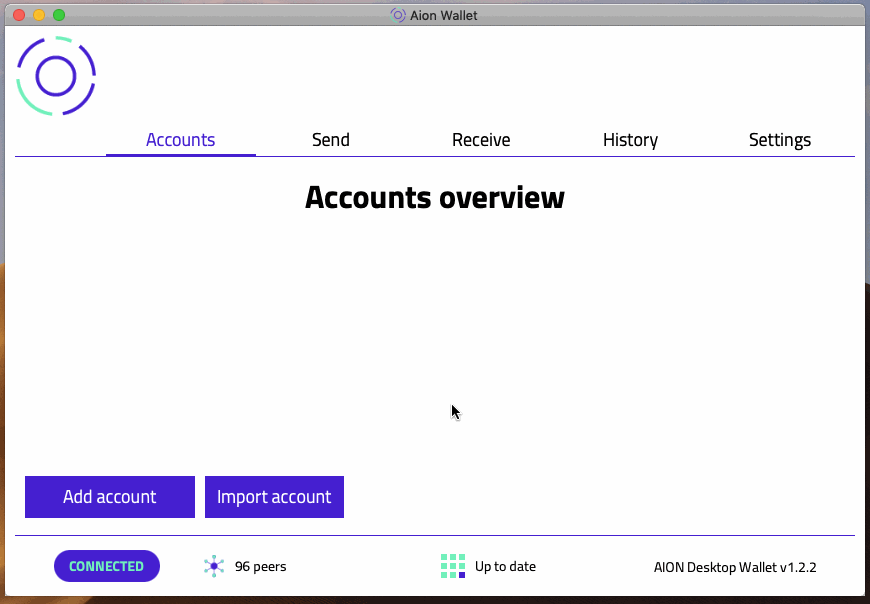 Aion Wallet
Accounts Send Receive History Settings
Accounts overview
Add account Import account
CONNECTED 96 peers Up to date AION Desktop Wallet v1.2.2